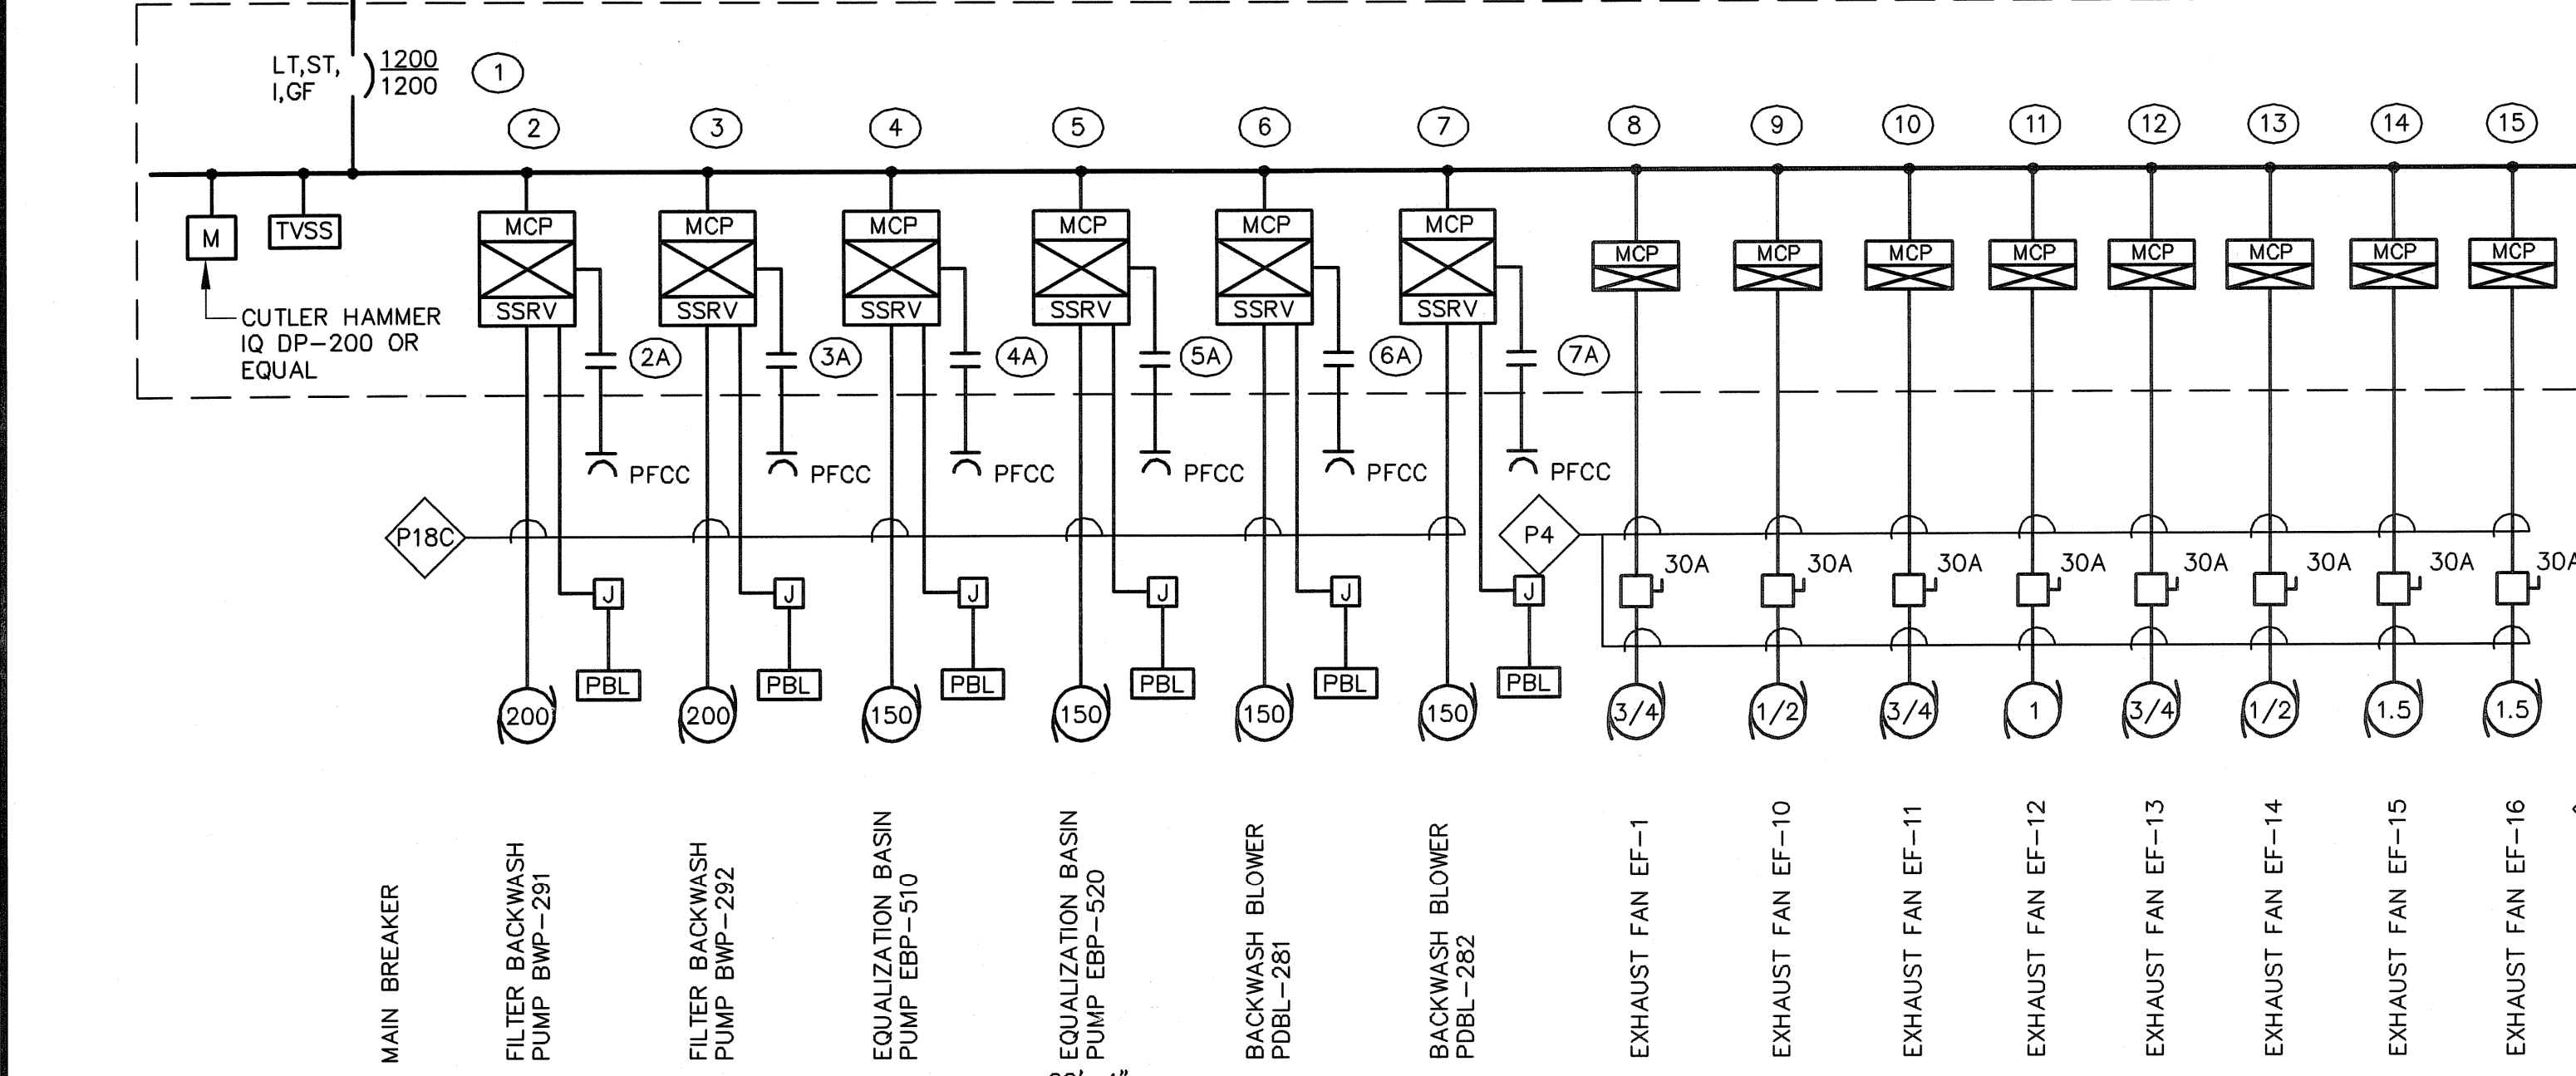 LT,ST,
I,GF
1200
1200
1
2
3
4
5
6
7
8
9
10
11
12
13
14
15
M
TVSS
MCP
MCP
MCP
MCP
MCP
MCP
MCP
MCP
MCP
MCP
MCP
MCP
MCP
MCP
SSRV
SSRV
SSRV
SSRV
SSRV
SSRV
CUTLER HAMMER
IQ DP-200 OR
EQUAL
2A
3A
4A
5A
6A
7A
PFCC
PFCC
PFCC
PFCC
PFCC
PFCC
P18C
P4
30A
30A
30A
30A
30A
30A
30A
30A
J
J
J
J
J
J
PBL
PBL
PBL
PBL
PBL
PBL
200
200
150
150
150
150
3/4
1/2
3/4
1
3/4
1/2
1.5
1.5
MAIN BREAKER
FILTER BACKWASH
PUMP BWP-291
FILTER BACKWASH
PUMP BWP-292
EQUALIZATION BASIN
PUMP EBP-510
EQUALIZATION BASIN
PUMP EBP-520
BACKWASH BLOWER
PDBL-281
BACKWASH BLOWER
PDBL-282
EXHAUST FAN EF-1
EXHAUST FAN EF-10
EXHAUST FAN EF-11
EXHAUST FAN EF-12
EXHAUST FAN EF-13
EXHAUST FAN EF-14
EXHAUST FAN EF-15
EXHAUST FAN EF-16